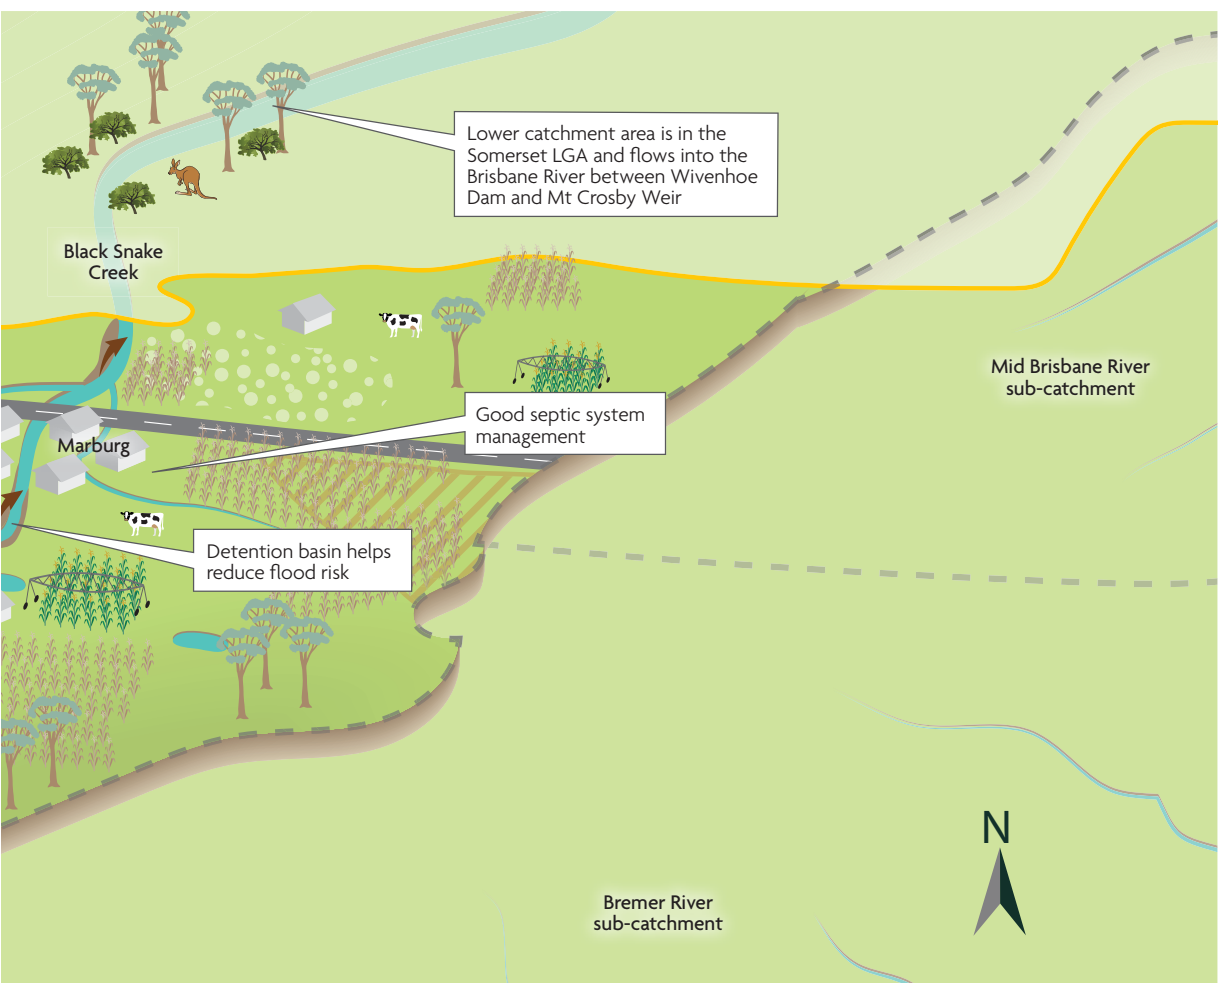 Lower catchment area is in the
Somerset LGA and flows into the
Brisbane River between Wivenhoe
Dam and Mt Crosby Weir
Black Snake
Creek
Mid Brisbane River
sub-catchment
Good septic system
management
Marburg
Detention basin helps
reduce flood risk
N
Bremer River
sub-catchment